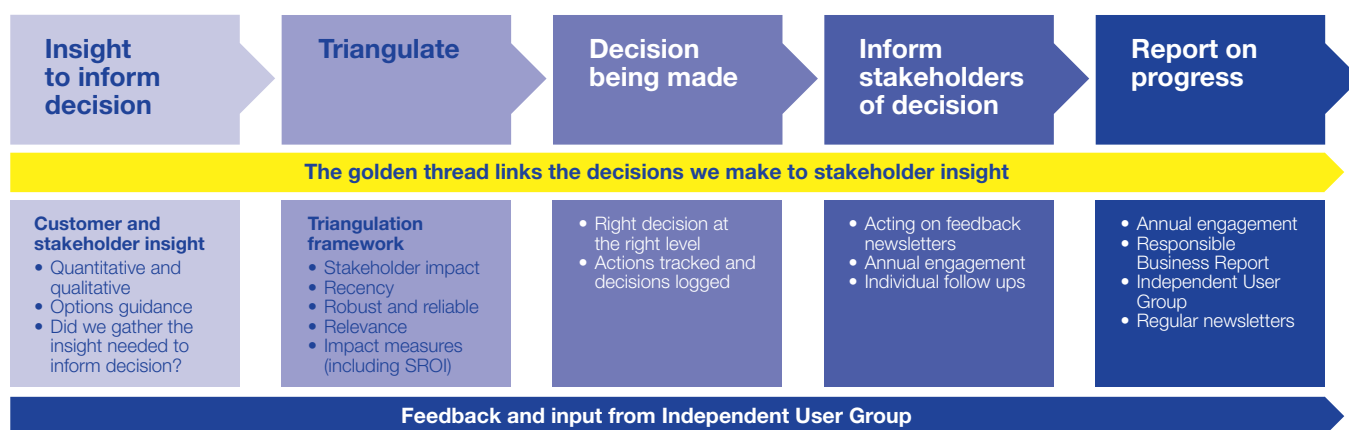 Insight
to inform
decision
Triangulate
Decision
being made
Inform
stakeholders
of decision
Report on
progress
The golden thread links the decisions we make to stakeholder insight
Customer and
stakeholder insight
• Quantitative and
qualitative
• Options guidance
• Did we gather the
insight needed to
inform decision?
Triangulation
framework
• Stakeholder impact
• Recency
• Robust and reliable
• Relevance
• Impact measures
(including SROI)
• Right decision at
the right level
• Actions tracked and
decisions logged
• Acting on feedback
newsletters
• Annual engagement
• Individual follow ups
• Annual engagement
• Responsible
Business Report
• Independent User
Group
• Regular newsletters
Feedback and input from Independent User Group